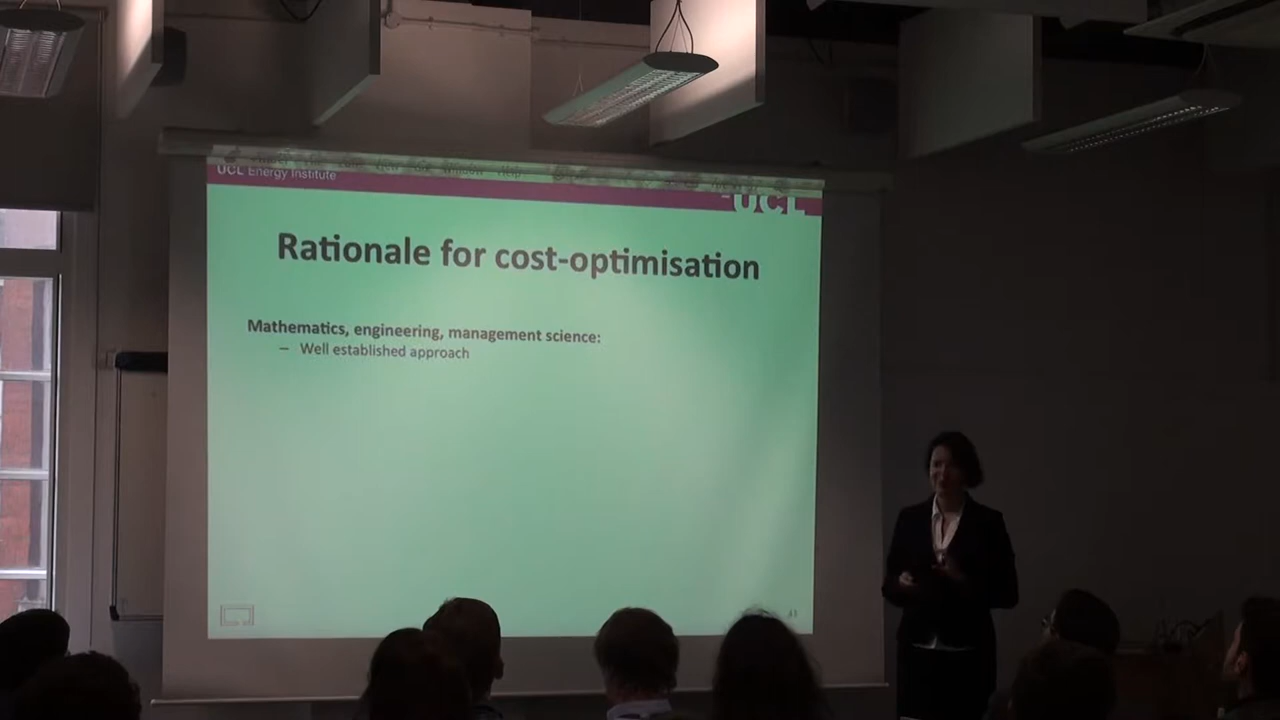 UCL Energy Institute
UCL
Rationale for cost-optimisation
Mathematics, engineering, management science:
– Well established approach